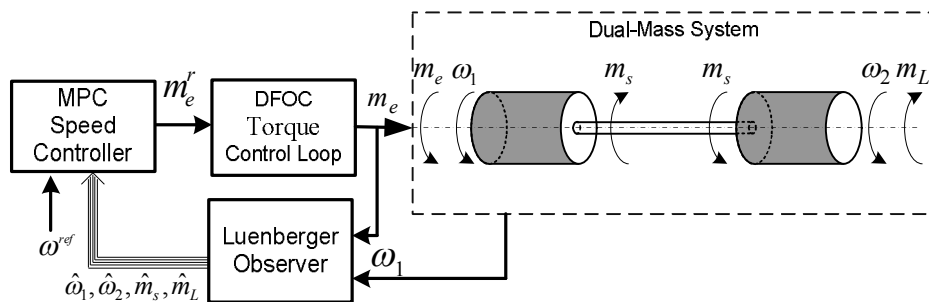 Dual-Mass System
m_e ω_1 m_s m_s ω_2 m_L
MPC
Speed
Controller
m_e^r
DFOC
Torque
Control Loop
m_e
ω^ref
Luenberger
Observer
ω_1
ω̂_1, ω̂_2, m̂_s, m̂_L